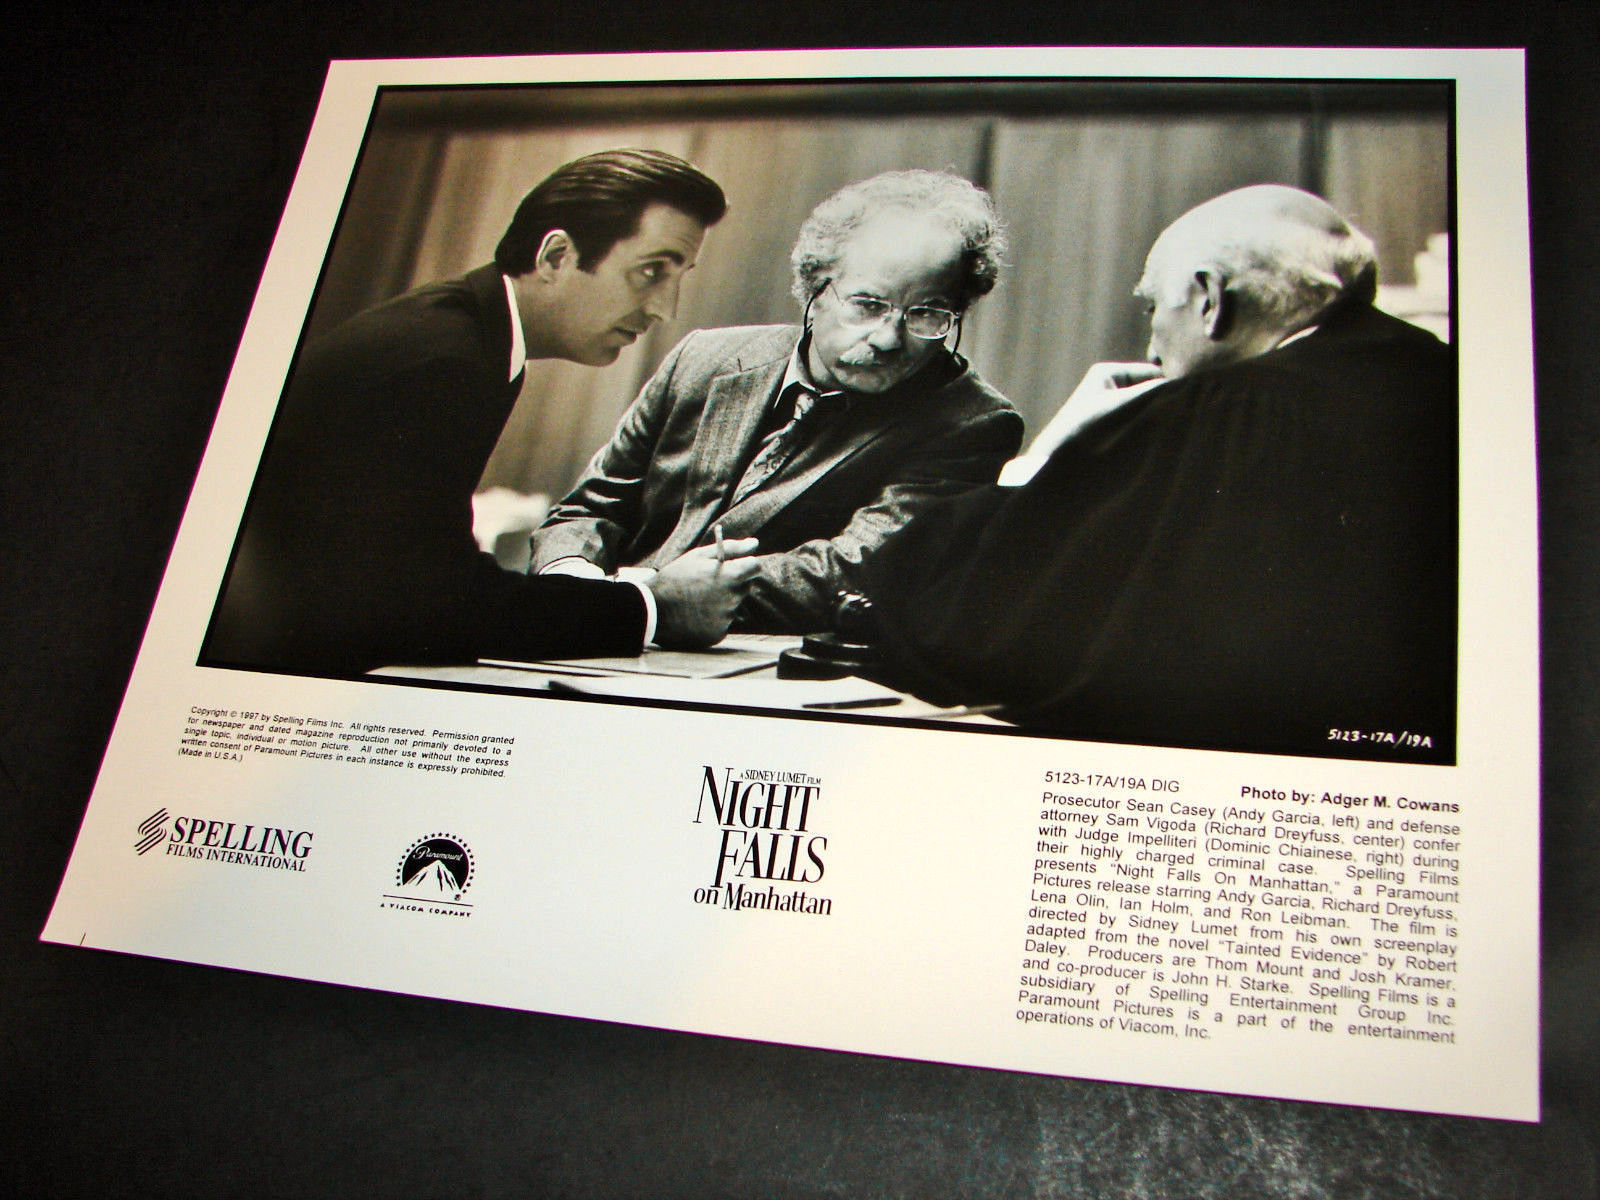 5123-17A/19A
Copyright © 1997 by Spelling Films Inc. All rights reserved. Permission granted
for newspaper and dated magazine reproduction not primarily devoted to a
single topic, individual or motion picture. All other use without the express
written consent of Paramount Pictures in each instance is expressly prohibited.
(Made in U.S.A.)
SPELLING
FILMS INTERNATIONAL
Paramount
®
A VIACOM COMPANY
A SIDNEY LUMET FILM
NIGHT
FALLS
on Manhattan
5123-17A/19A DIG Photo by: Adger M. Cowans
Prosecutor Sean Casey (Andy Garcia, left) and defense
attorney Sam Vigoda (Richard Dreyfuss, center) confer
with Judge Impelliteri (Dominic Chiainese, right) during
their highly charged criminal case. Spelling Films
presents "Night Falls On Manhattan," a Paramount
Pictures release starring Andy Garcia, Richard Dreyfuss,
Lena Olin, Ian Holm, and Ron Leibman. The film is
directed by Sidney Lumet from his own screenplay
adapted from the novel "Tainted Evidence" by Robert
Daley. Producers are Thom Mount and Josh Kramer,
and co-producer is John H. Starke. Spelling Films is a
subsidiary of Spelling Entertainment Group Inc.
Paramount Pictures is a part of the entertainment
operations of Viacom, Inc.